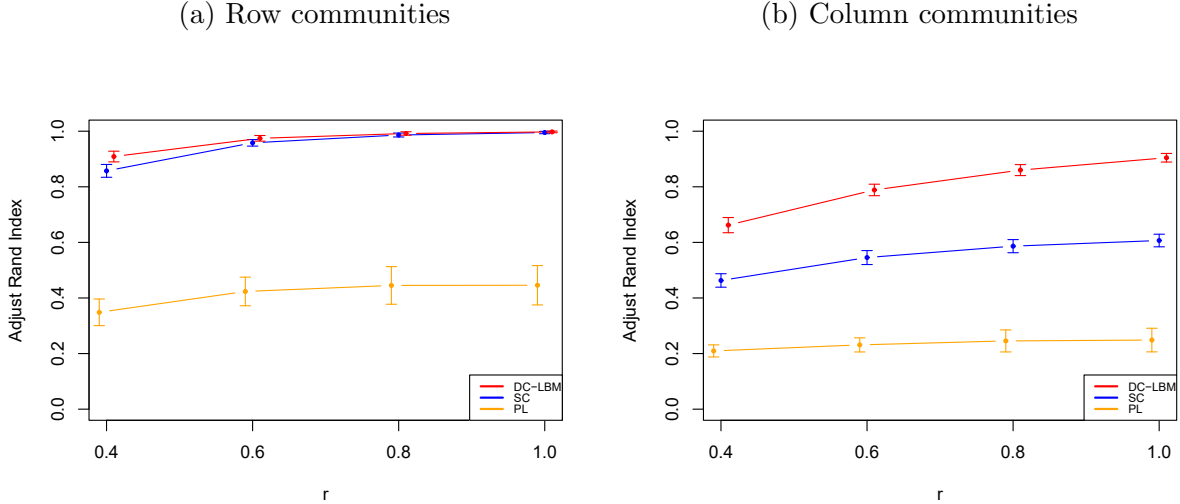 (a) Row communities
(b) Column communities
Adjust Rand Index
1.0
0.8
0.6
0.4
0.2
0.0
DC−LBM
SC
PL
0.4 0.6 0.8 1.0
r
Adjust Rand Index
1.0
0.8
0.6
0.4
0.2
0.0
DC−LBM
SC
PL
0.4 0.6 0.8 1.0
r